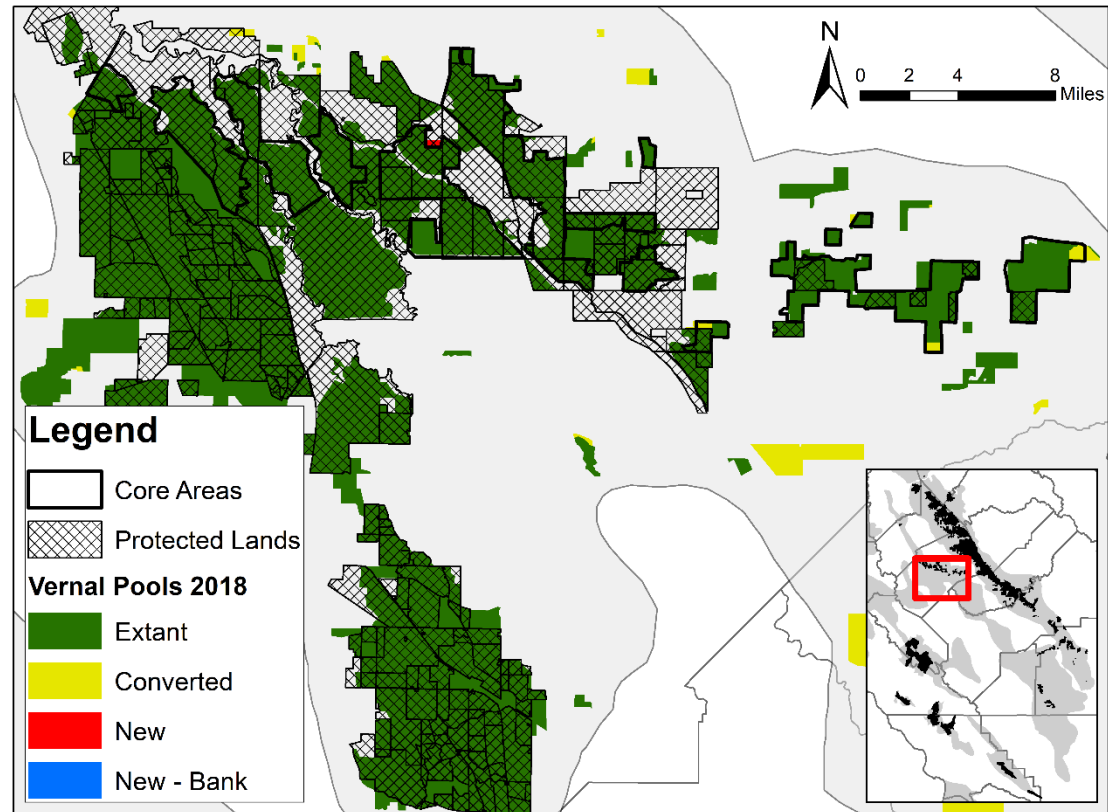 N
0 2 4 8
Miles
Legend
Core Areas
Protected Lands
Vernal Pools 2018
Extant
Converted
New
New - Bank